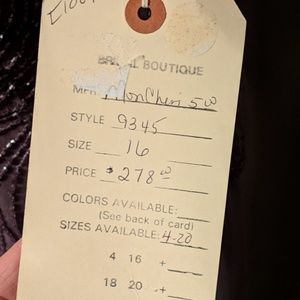 BRIDAL BOUTIQUE
MFR. Mon Cheri 500
STYLE 9345
SIZE 16
PRICE $278 00
COLORS AVAILABLE:
(See back of card)
SIZES AVAILABLE: 4-20
4 16 +
18 20 +